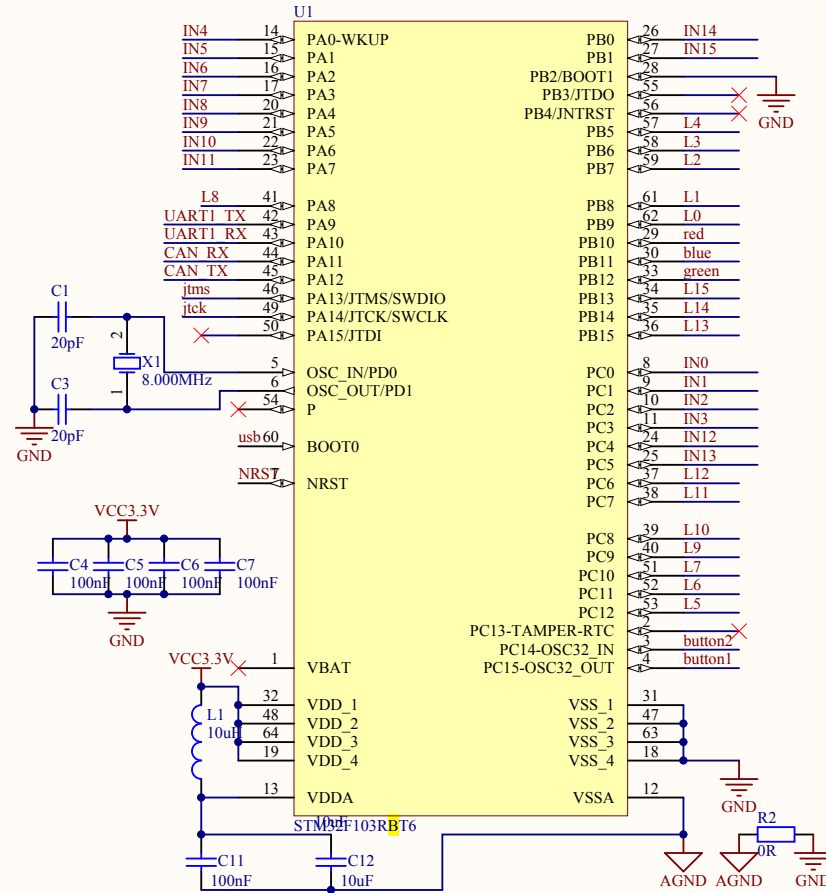 U1
IN4 14 PA0-WKUP PB0 26 IN14
IN5 15 PA1 PB1 27 IN15
IN6 16 PA2 PB2/BOOT1 28
IN7 17 PA3 PB3/JTDO 55
IN8 20 PA4 PB4/JNTRST 56
GND
IN9 21 PA5 PB5 57 L4
IN10 22 PA6 PB6 58 L3
IN11 23 PA7 PB7 59 L2
L8 41 PA8 PB8 61 L1
UART1_TX 42 PA9 PB9 62 L0
UART1_RX 43 PA10 PB10 29 red
CAN_RX 44 PA11 PB11 30 blue
CAN_TX 45 PA12 PB12 33 green
jtms 46 PA13/JTMS/SWDIO PB13 34 L15
jtck 49 PA14/JTCK/SWCLK PB14 35 L14
50 PA15/JTDI PB15 36 L13
C1
20pF
2
X1
8.000MHz
1
C3
20pF
GND
5 OSC_IN/PD0 PC0 8 IN0
6 OSC_OUT/PD1 PC1 9 IN1
54 P PC2 10 IN2
PC3 11 IN3
usb 60 BOOT0 PC4 24 IN12
PC5 25 IN13
NRST 7 NRST PC6 37 L12
PC7 38 L11
VCC3.3V
C4 C5 C6 C7
100nF 100nF 100nF 100nF
GND
PC8 39 L10
PC9 40 L9
PC10 51 L7
PC11 52 L6
PC12 53 L5
PC13-TAMPER-RTC 2
PC14-OSC32_IN 3 button2
VCC3.3V 1 VBAT PC15-OSC32_OUT 4 button1
L1
10uH
32 VDD_1 VSS_1 31
48 VDD_2 VSS_2 47
64 VDD_3 VSS_3 63
19 VDD_4 VSS_4 18
GND
13 VDDA VSSA 12
10uF
STM32F103RBT6
R2
0R
C11
100nF
C12
10uF
AGND AGND GND